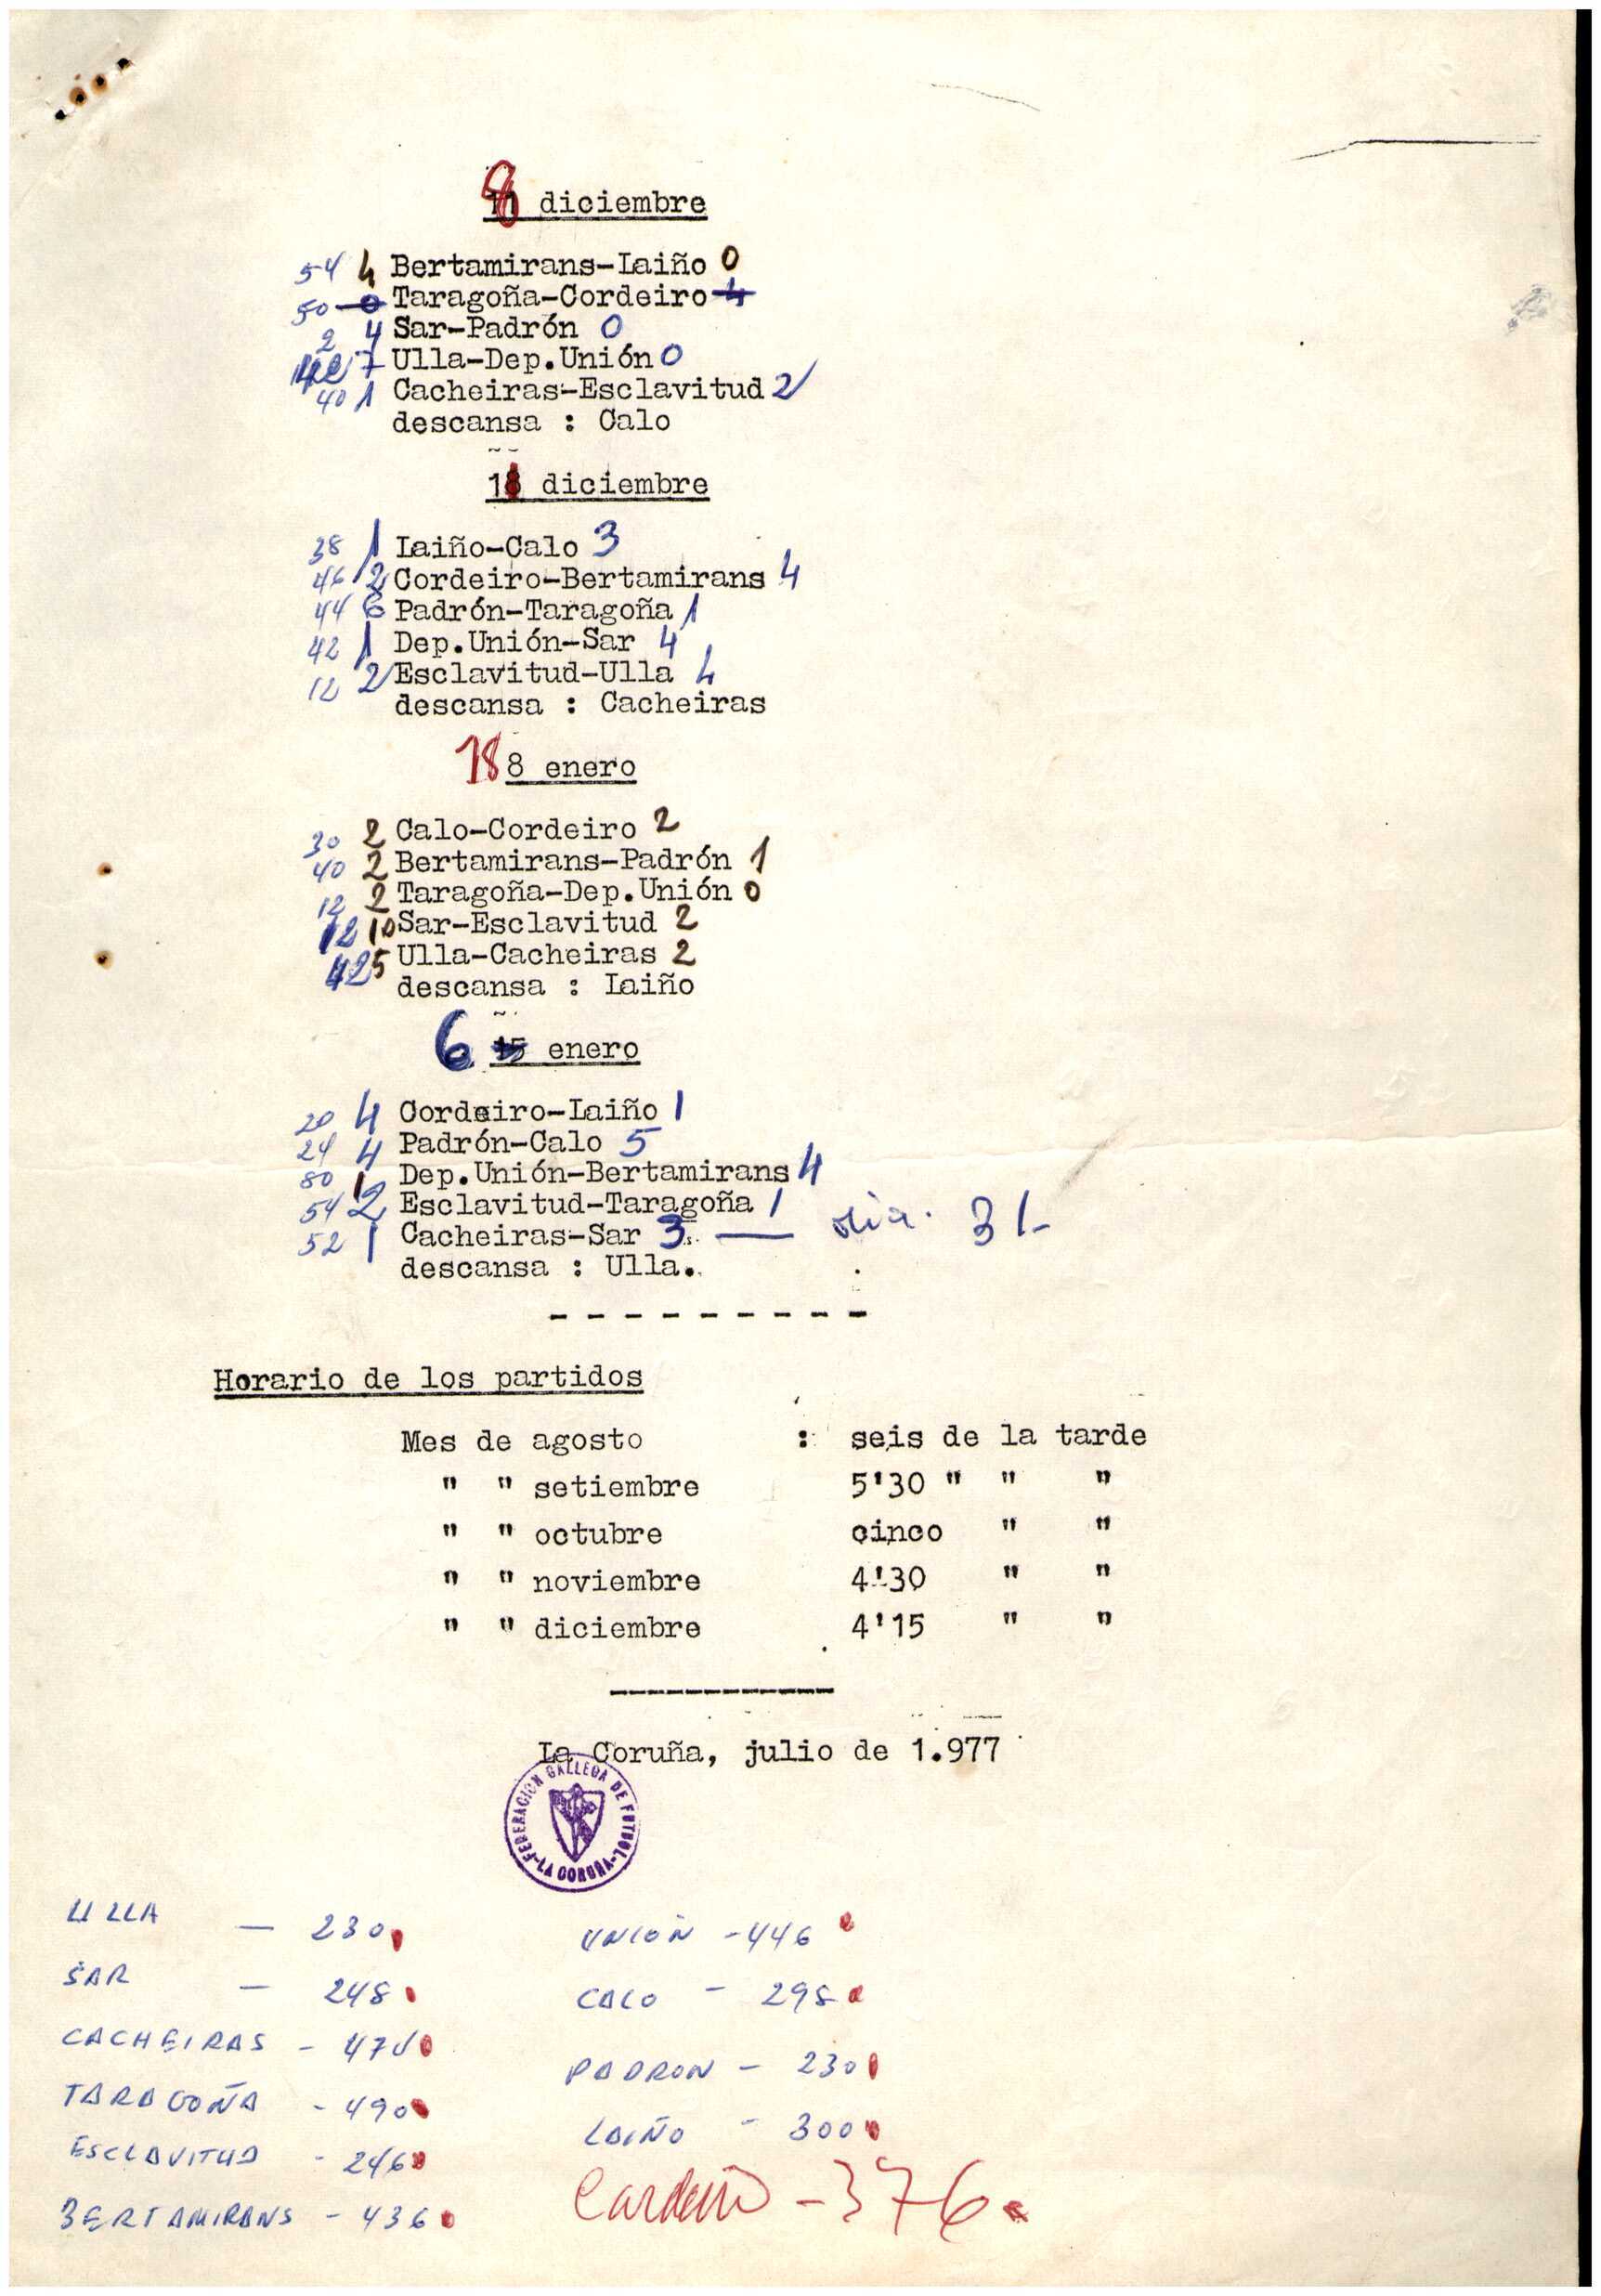 8 diciembre
54 4 Bertamirans-Laiño 0
50 0 Taragoña-Cordeiro 4
2 4 Sar-Padrón 0
7 Ulla-Dep.Unión 0
40 1 Cacheiras-Esclavitud 2
descansa : Calo
diciembre
38 1 Laiño-Calo 3
46 2 Cordeiro-Bertamirans 4
44 6 Padrón-Taragoña 1
42 1 Dep.Unión-Sar 4
12 2 Esclavitud-Ulla 4
descansa : Cacheiras
18 8 enero
30 2 Calo-Cordeiro 2
40 2 Bertamirans-Padrón 1
12 2 Taragoña-Dep.Unión 0
12 10 Sar-Esclavitud 2
42 5 Ulla-Cacheiras 2
descansa : Laiño
6 15 enero
20 4 Cordeiro-Laiño 1
24 4 Padrón-Calo 5
80 1 Dep.Unión-Bertamirans 4
54 2 Esclavitud-Taragoña 1
52 1 Cacheiras-Sar 3 — dia. 31-
descansa : Ulla.
- - - - - - - - -
Horario de los partidos
Mes de agosto : seis de la tarde
" " setiembre 5'30 " " "
" " octubre cinco " "
" " noviembre 4'30 " "
" " diciembre 4'15 " "
La Coruña, julio de 1.977
FEDERACION GALLEGA DE FUTBOL
-LA CORUÑA-
ULLA — 230 UNIÓN - 446
SAR — 248 CALO - 298
CACHEIRAS - 470 PADRON - 230
TARAGOÑA - 490 LAIÑO - 300
ESCLAVITUD - 246 Cordeiro - 376
BERTAMIRANS - 436